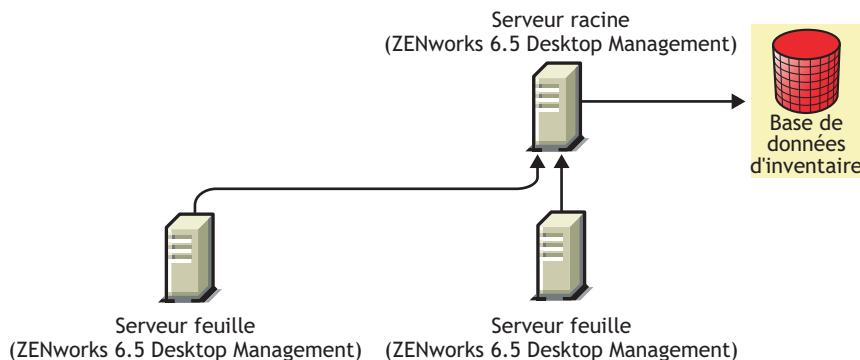 Serveur racine
(ZENworks 6.5 Desktop Management)
Base de
données
d'inventaire
Serveur feuille
(ZENworks 6.5 Desktop Management)
Serveur feuille
(ZENworks 6.5 Desktop Management)